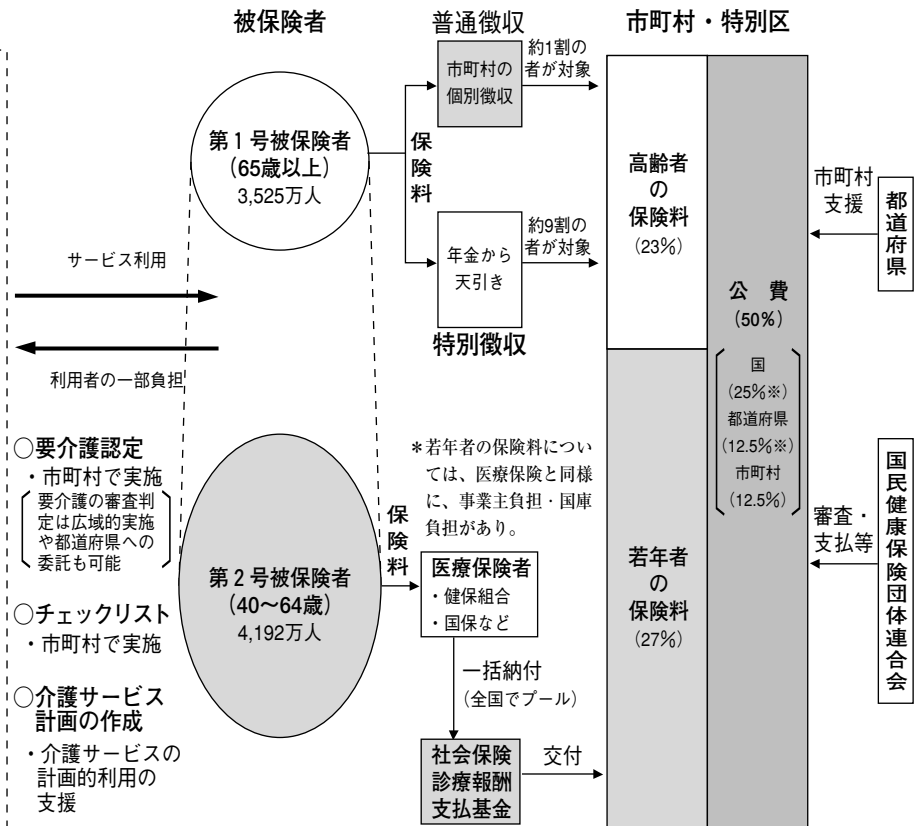 被保険者
普通徴収
市町村・特別区
市町村の
個別徴収
約1割の
者が対象
第1号被保険者
(65歳以上)
3,525万人
保険料
年金から
天引き
約9割の
者が対象
特別徴収
高齢者
の
保険料
(23%)
公　費
(50%)
国
(25%※)
都道府県
(12.5%※)
市町村
(12.5%)
市町村
支援
都道府県
サービス利用
利用者の一部負担
○要介護認定
・市町村で実施
要介護の審査判
定は広域的実施
や都道府県への
委託も可能
○チェックリスト
・市町村で実施
○介護サービス
計画の作成
・介護サービスの
計画的利用の
支援
第2号被保険者
(40〜64歳)
4,192万人
保険料
＊若年者の保険料につい
ては、医療保険と同様
に、事業主負担・国庫
負担があり。
医療保険者
・健保組合
・国保など
一括納付
(全国でプール)
社会保険
診療報酬
支払基金
交付
若年者
の
保険料
(27%)
審査・
支払等
国民健康保険団体連合会